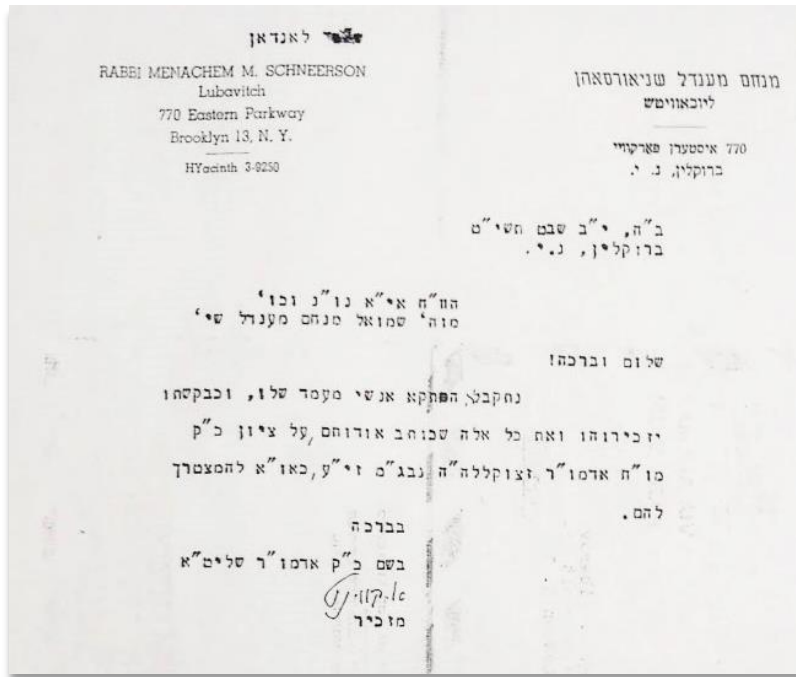 לאנדאן
RABBI MENACHEM M. SCHNEERSON
Lubavitch
770 Eastern Parkway
Brooklyn 13, N. Y.
HYacinth 3-9250
מנחם מענדל שניאורסאהן
ליובאוויטש
770 איסטערן פארקוויי
ברוקלין, נ. י.
ב"ה, י"ב שבט תשי"ט
ברוקלין, נ.י.
הוו"ח אי"א נו"נ וכו'
מוה' שמואל מנחם מענדל שי'
שלום וברכה!
נתקבל הפתקא אנשי מעמד שלו, וכבקשתו
יזכירוהו ואת כל אלה שכותב אודותם, על ציון כ"ק
מו"ח אדמו"ר זצוקללה"ה נבג"מ זי"ע, כאו"א להמצטרך
להם.
בברכה
בשם כ"ק אדמו"ר שליט"א
מזכיר